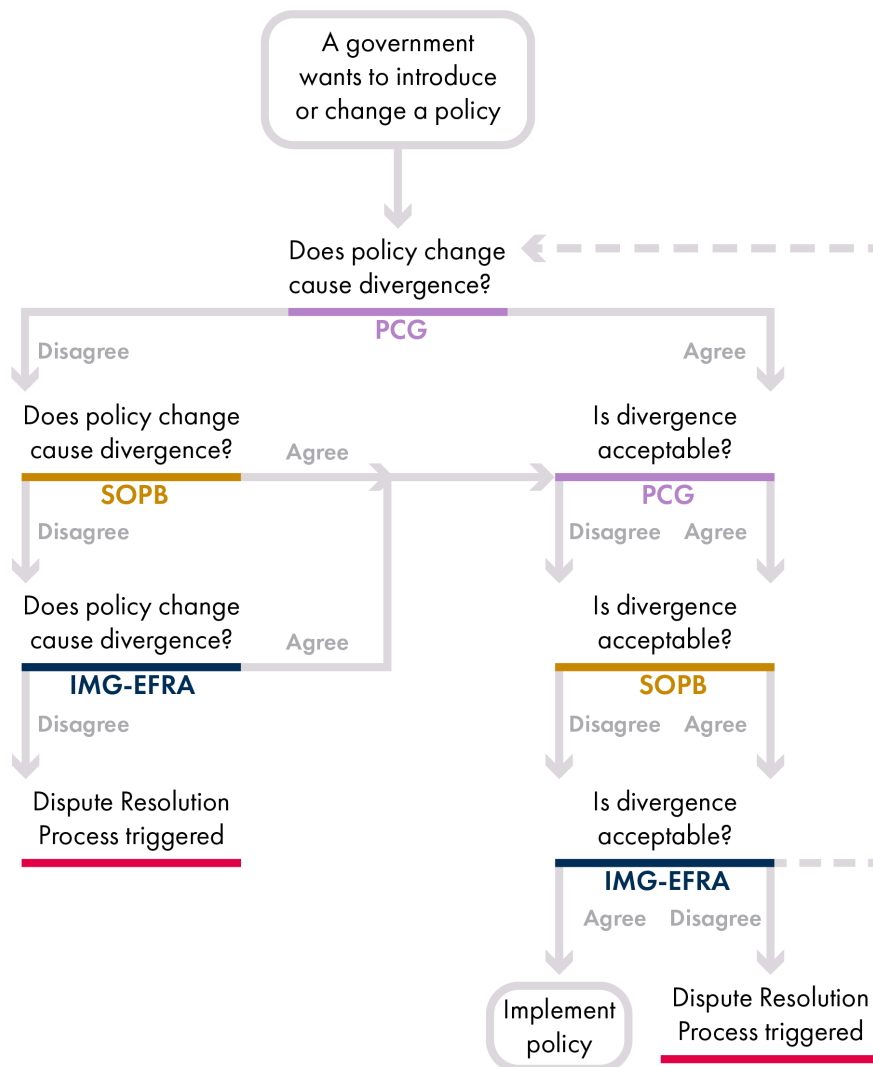 A government
wants to introduce
or change a policy
Does policy change
cause divergence?
PCG
Disagree
Agree
Does policy change
cause divergence?
SOPB
Agree
Is divergence
acceptable?
PCG
Disagree
Disagree
Agree
Does policy change
cause divergence?
IMG-EFRA
Agree
Is divergence
acceptable?
SOPB
Disagree
Disagree
Agree
Dispute Resolution
Process triggered
Is divergence
acceptable?
IMG-EFRA
Agree
Disagree
Implement
policy
Dispute Resolution
Process triggered